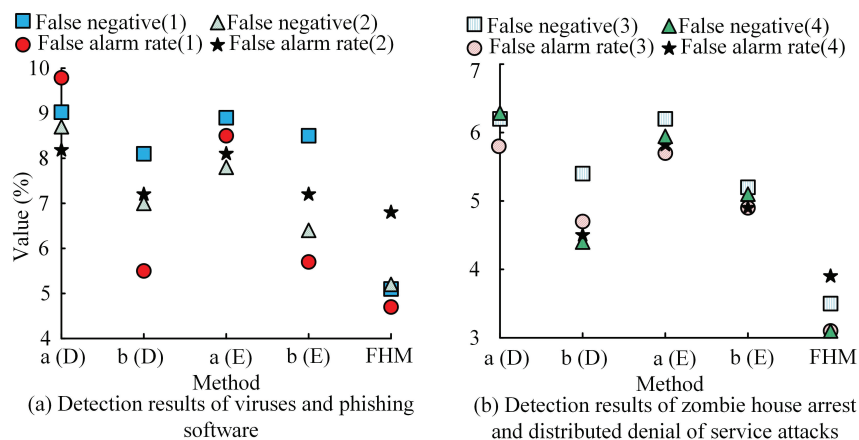 False negative(1) False negative(2)
False alarm rate(1) False alarm rate(2)
10
9
8
7
6
5
4
Value (%)
a (D) b (D) a (E) b (E) FHM
Method
(a) Detection results of viruses and phishing
software
False negative(3) False negative(4)
False alarm rate(3) False alarm rate(4)
7
6
5
4
3
a (D) b (D) a (E) b (E) FHM
Method
(b) Detection results of zombie house arrest
and distributed denial of service attacks